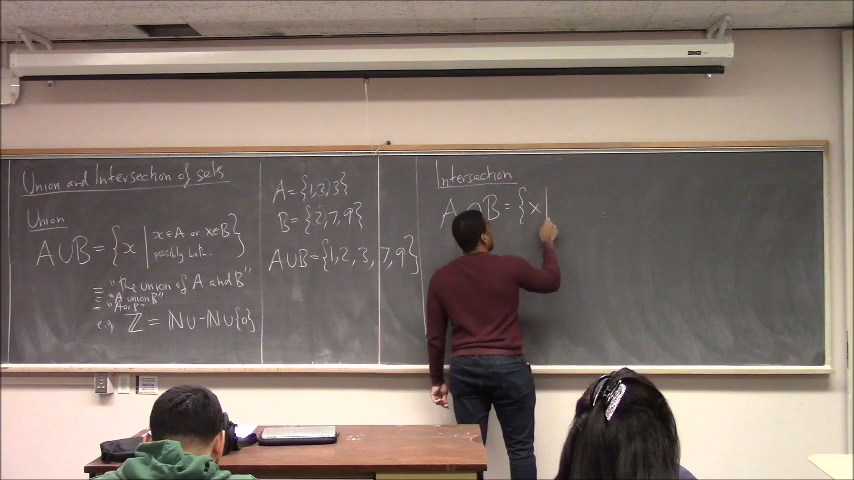 Union and Intersection of sets
Union
A∪B = { x | x∈A or x∈B
possibly both }
≡ "the union of A and B"
≡ "A union B"
≡ "A or B"
e.g ℤ = ℕ∪-ℕ∪{0}
A = {1,2,3}
B = {2,7,9}
A∪B = {1,2,3,7,9}
Intersection
A∩B = { x |